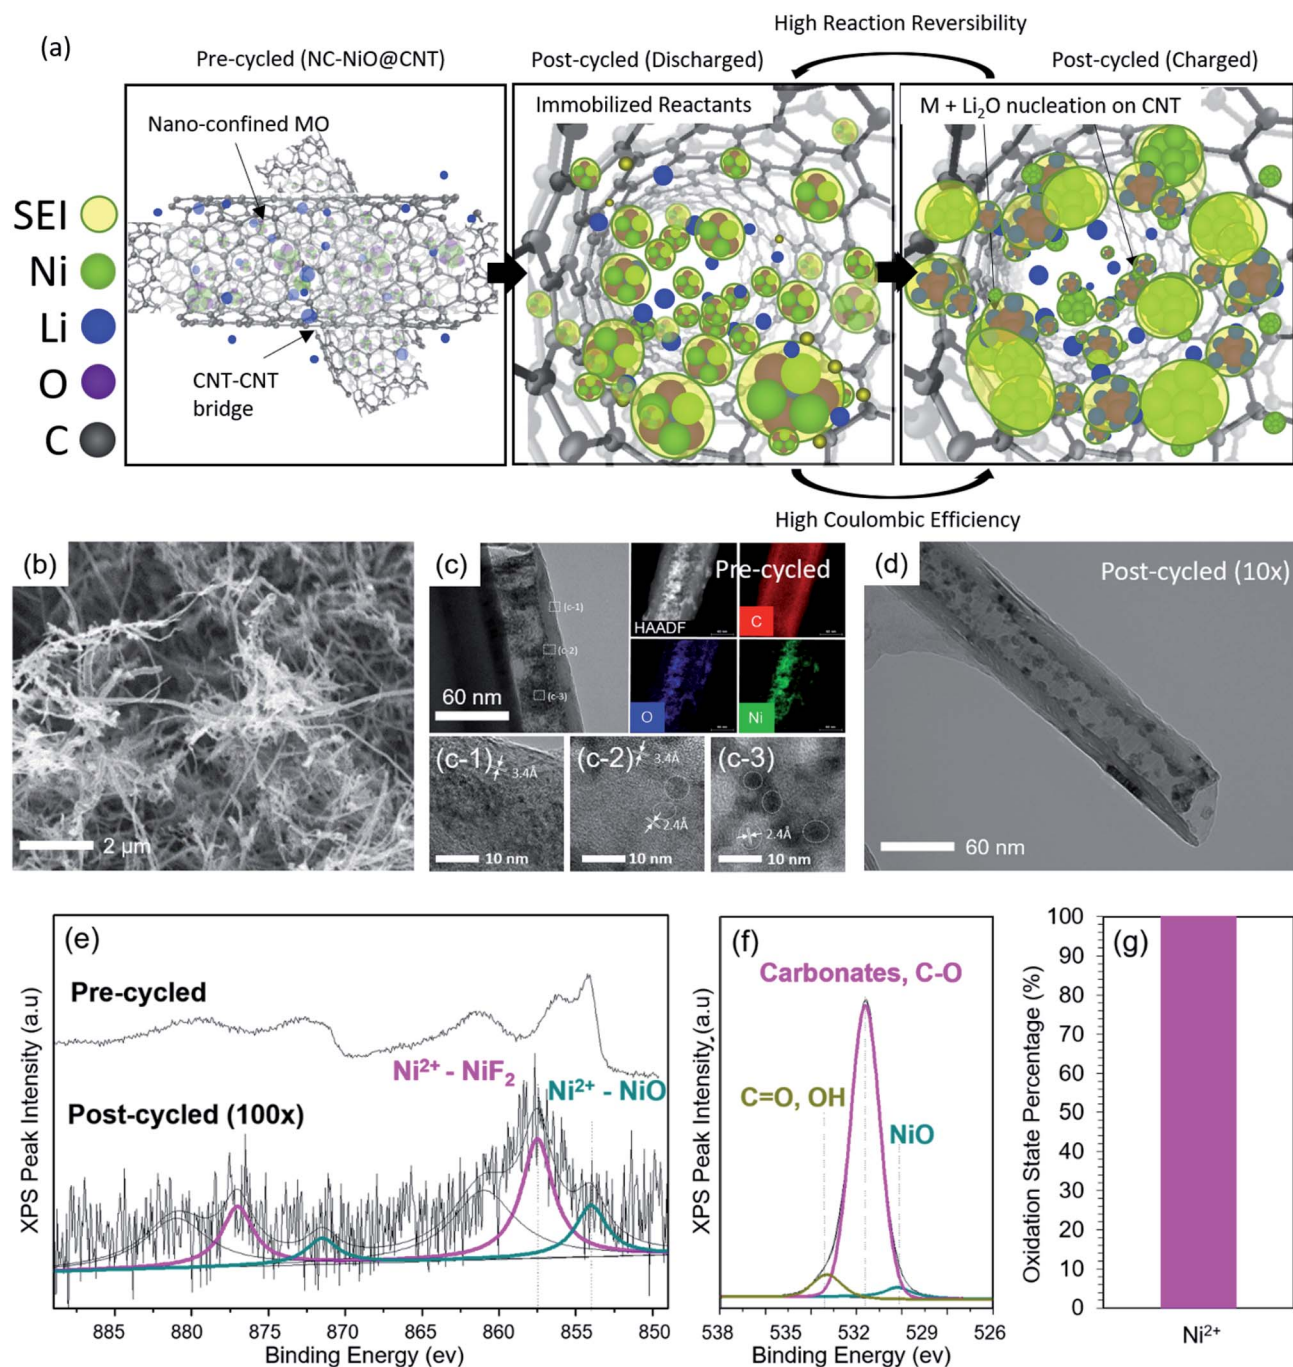 (a)
High Reaction Reversibility
Pre-cycled (NC-NiO@CNT)
Post-cycled (Discharged)
Post-cycled (Charged)
Nano-confined MO
Immobilized Reactants
M + Li₂O nucleation on CNT
SEI
Ni
Li
O
C
CNT-CNT
bridge
High Coulombic Efficiency
(b)
2 µm
(c)
(c-1)
(c-2)
(c-3)
60 nm
Pre-cycled
HAADF
C
O
Ni
(c-1)
3.4Å
10 nm
(c-2)
3.4Å
2.4Å
10 nm
(c-3)
2.4Å
10 nm
(d)
Post-cycled (10x)
60 nm
(e)
Pre-cycled
Ni²⁺ - NiF₂
Ni²⁺ - NiO
Post-cycled (100x)
XPS Peak Intensity (a.u)
885 880 875 870 865 860 855 850
Binding Energy (ev)
(f)
Carbonates, C-O
C=O, OH
NiO
XPS Peak Intensity (a.u)
538 535 532 529 526
Binding Energy (ev)
(g)
Oxidation State Percentage (%)
100
90
80
70
60
50
40
30
20
10
0
Ni²⁺